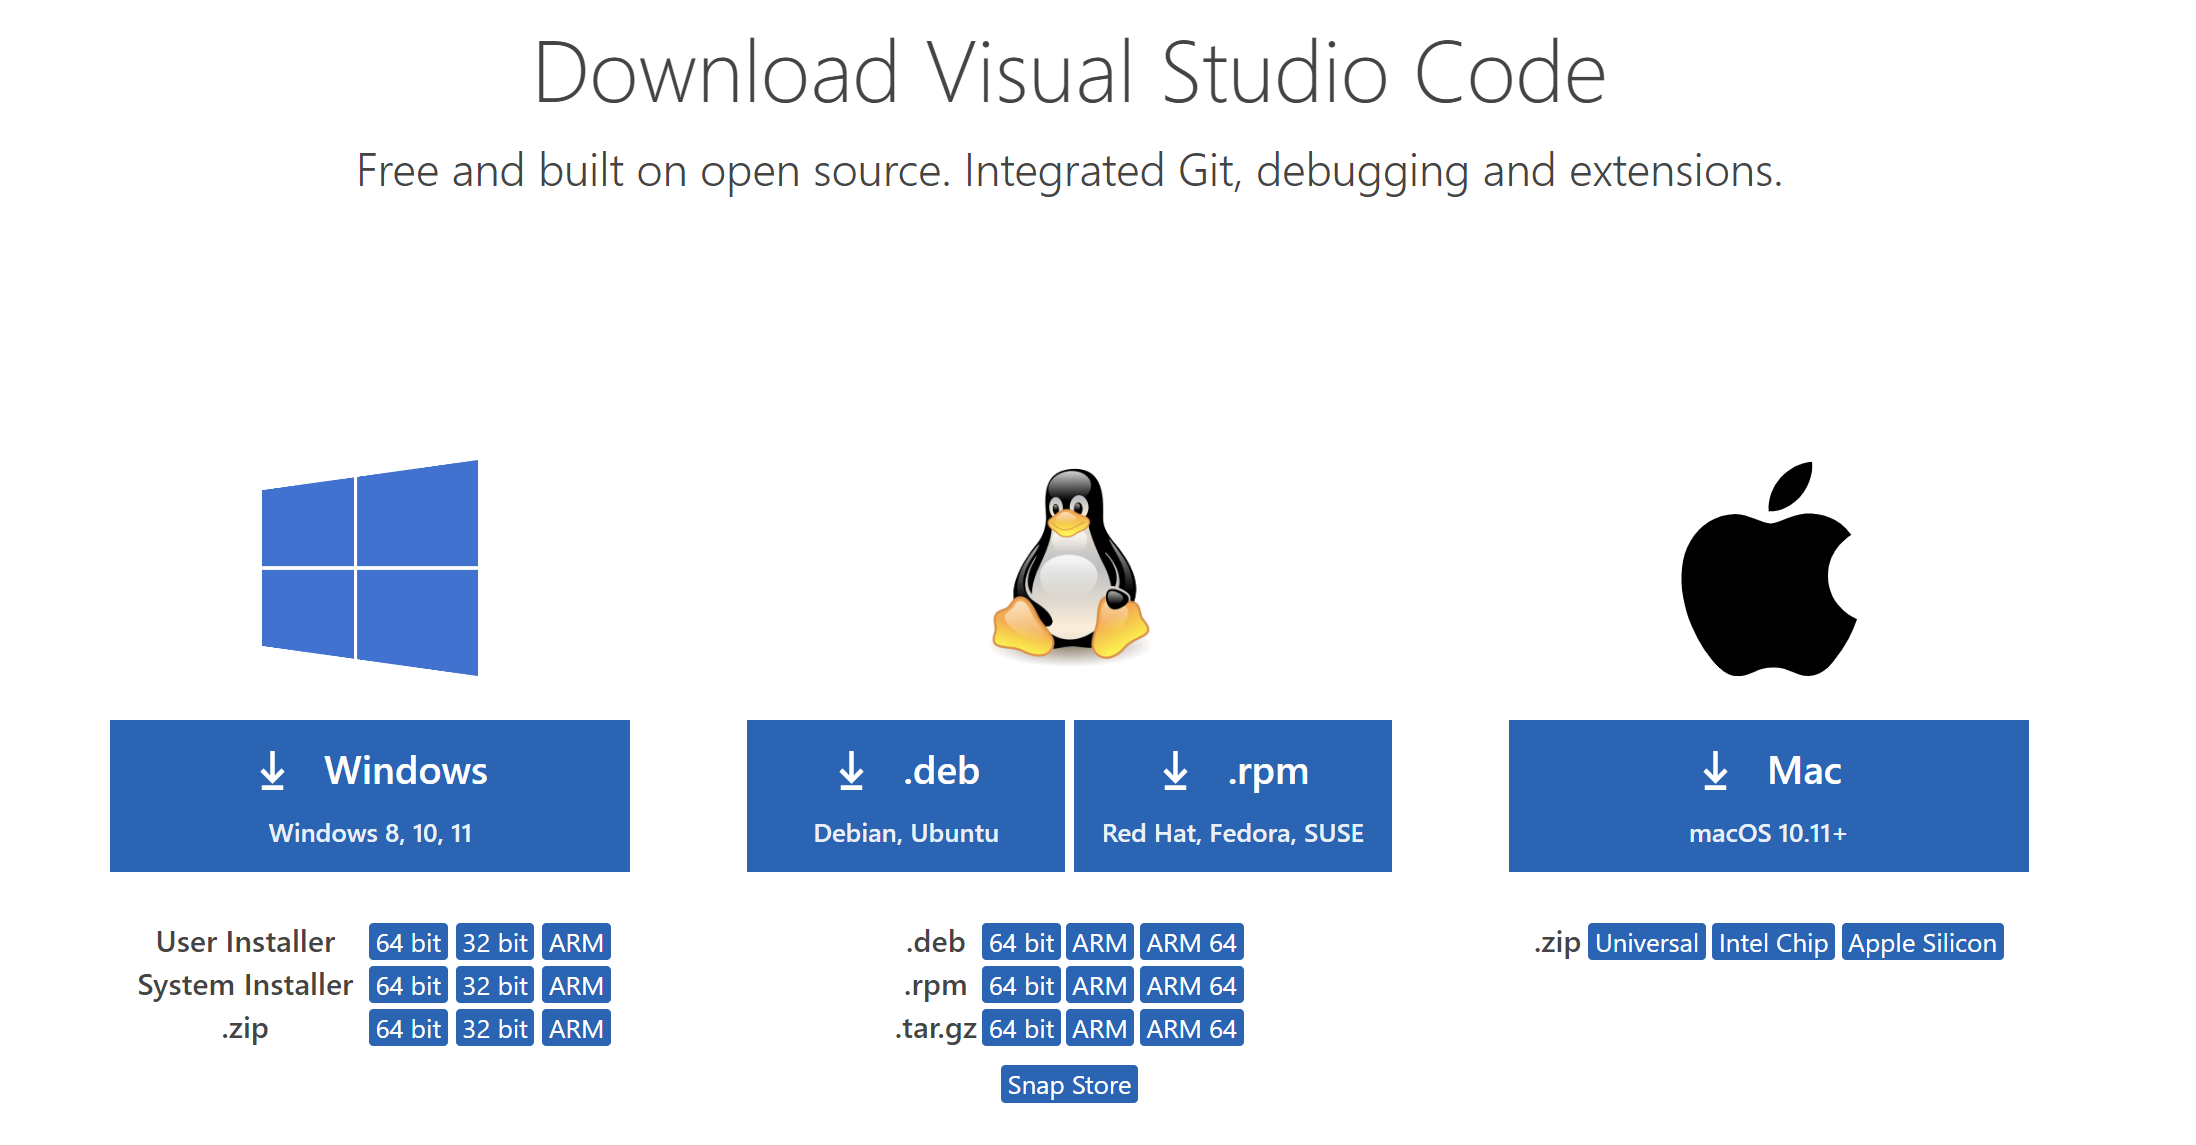 Download Visual Studio Code
Free and built on open source. Integrated Git, debugging and extensions.
Windows
Windows 8, 10, 11
User Installer 64 bit 32 bit ARM
System Installer 64 bit 32 bit ARM
.zip 64 bit 32 bit ARM
.deb
Debian, Ubuntu
.rpm
Red Hat, Fedora, SUSE
.deb 64 bit ARM ARM 64
.rpm 64 bit ARM ARM 64
.tar.gz 64 bit ARM ARM 64
Snap Store
Mac
macOS 10.11+
.zip Universal Intel Chip Apple Silicon